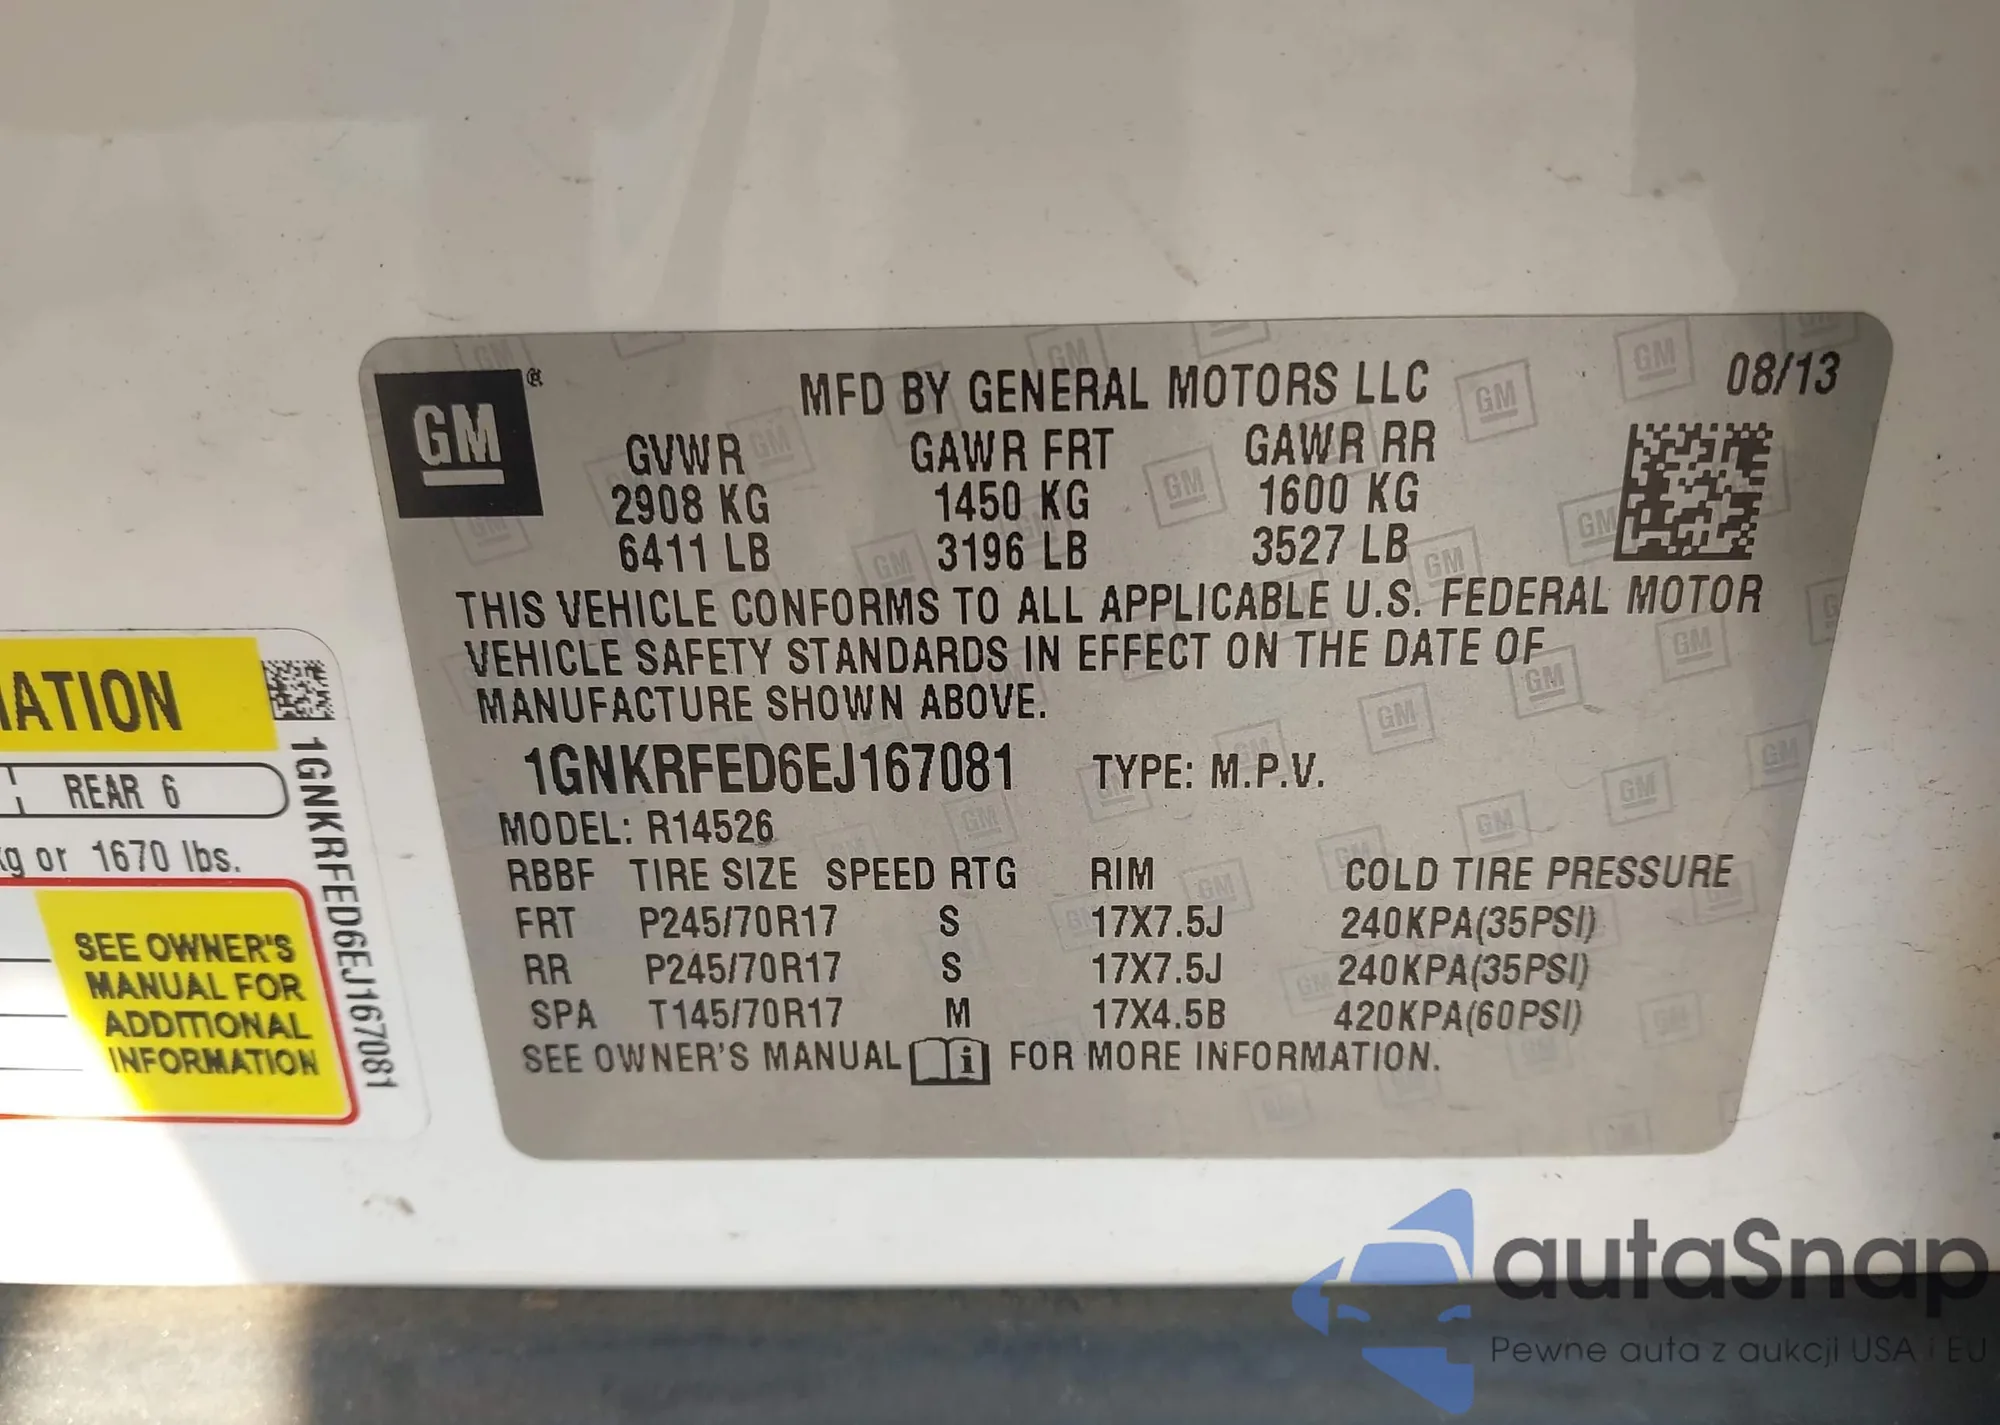 GM
MFD BY GENERAL MOTORS LLC 08/13
GVWR GAWR FRT GAWR RR
2908 KG 1450 KG 1600 KG
6411 LB 3196 LB 3527 LB
THIS VEHICLE CONFORMS TO ALL APPLICABLE U.S. FEDERAL MOTOR
VEHICLE SAFETY STANDARDS IN EFFECT ON THE DATE OF
MANUFACTURE SHOWN ABOVE.
1GNKRFED6EJ167081 TYPE: M.P.V.
MODEL: R14526
RBBF TIRE SIZE SPEED RTG RIM COLD TIRE PRESSURE
FRT P245/70R17 S 17X7.5J 240KPA(35PSI)
RR P245/70R17 S 17X7.5J 240KPA(35PSI)
SPA T145/70R17 M 17X4.5B 420KPA(60PSI)
SEE OWNER'S MANUAL i FOR MORE INFORMATION.
MATION
REAR 6
kg or 1670 lbs.
SEE OWNER'S
MANUAL FOR
ADDITIONAL
INFORMATION
1GNKRFED6EJ167081
autaSnap
Pewne auta z aukcji USA i EU